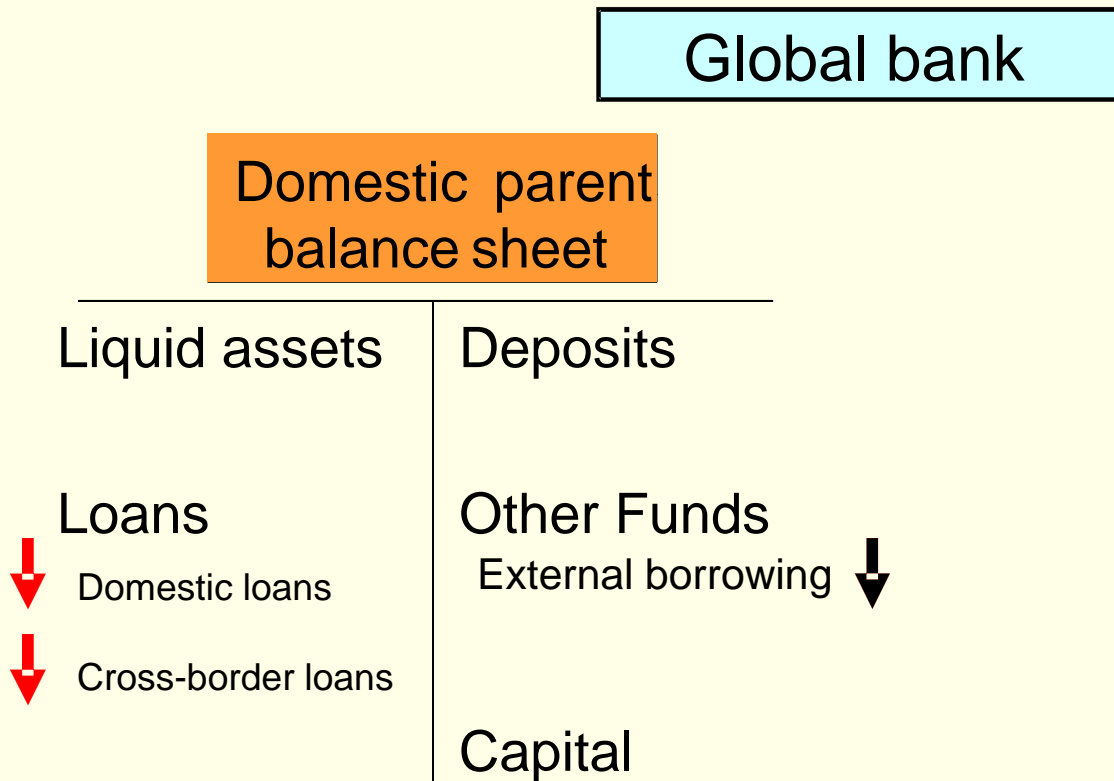 Global bank
Domestic parent
balance sheet
Liquid assets
Deposits
Loans
Other Funds
Domestic loans
External borrowing
Cross-border loans
Capital